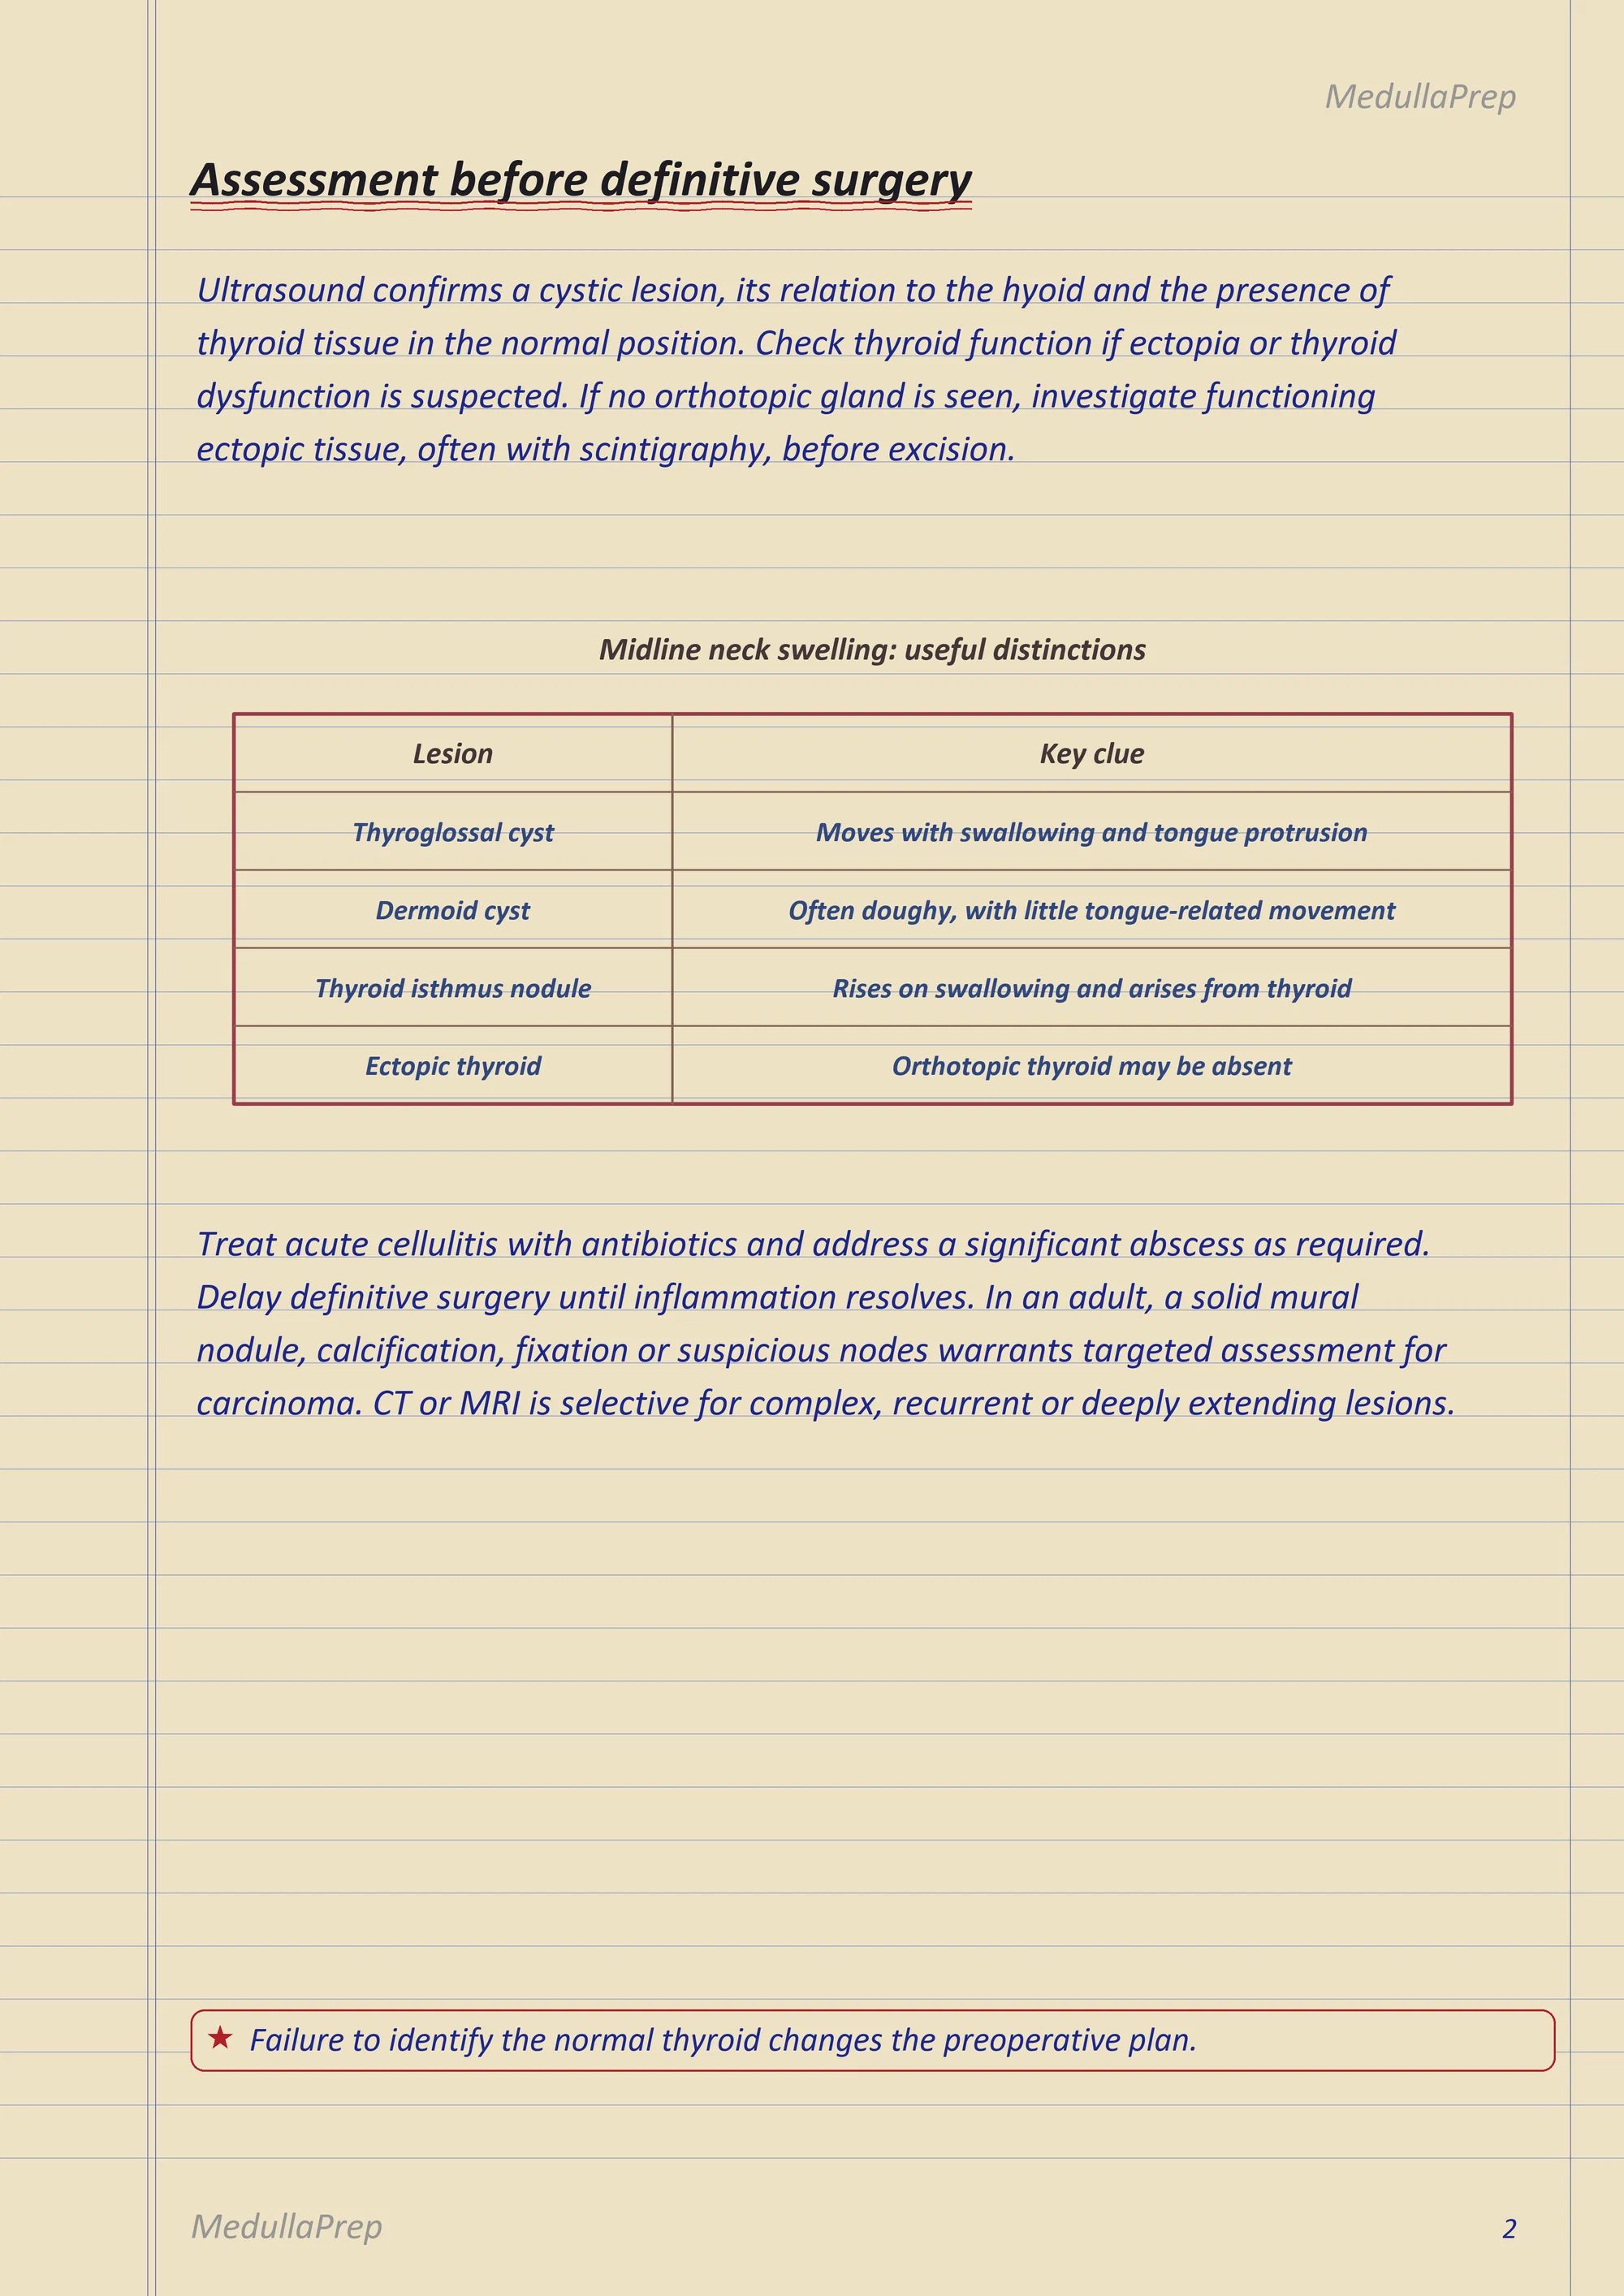 MedullaPrep
Assessment before definitive surgery
Ultrasound confirms a cystic lesion, its relation to the hyoid and the presence of
thyroid tissue in the normal position. Check thyroid function if ectopia or thyroid
dysfunction is suspected. If no orthotopic gland is seen, investigate functioning
ectopic tissue, often with scintigraphy, before excision.
Midline neck swelling: useful distinctions
Lesion Key clue
Thyroglossal cyst Moves with swallowing and tongue protrusion
Dermoid cyst Often doughy, with little tongue-related movement
Thyroid isthmus nodule Rises on swallowing and arises from thyroid
Ectopic thyroid Orthotopic thyroid may be absent
Treat acute cellulitis with antibiotics and address a significant abscess as required.
Delay definitive surgery until inflammation resolves. In an adult, a solid mural
nodule, calcification, fixation or suspicious nodes warrants targeted assessment for
carcinoma. CT or MRI is selective for complex, recurrent or deeply extending lesions.
★ Failure to identify the normal thyroid changes the preoperative plan.
MedullaPrep 2